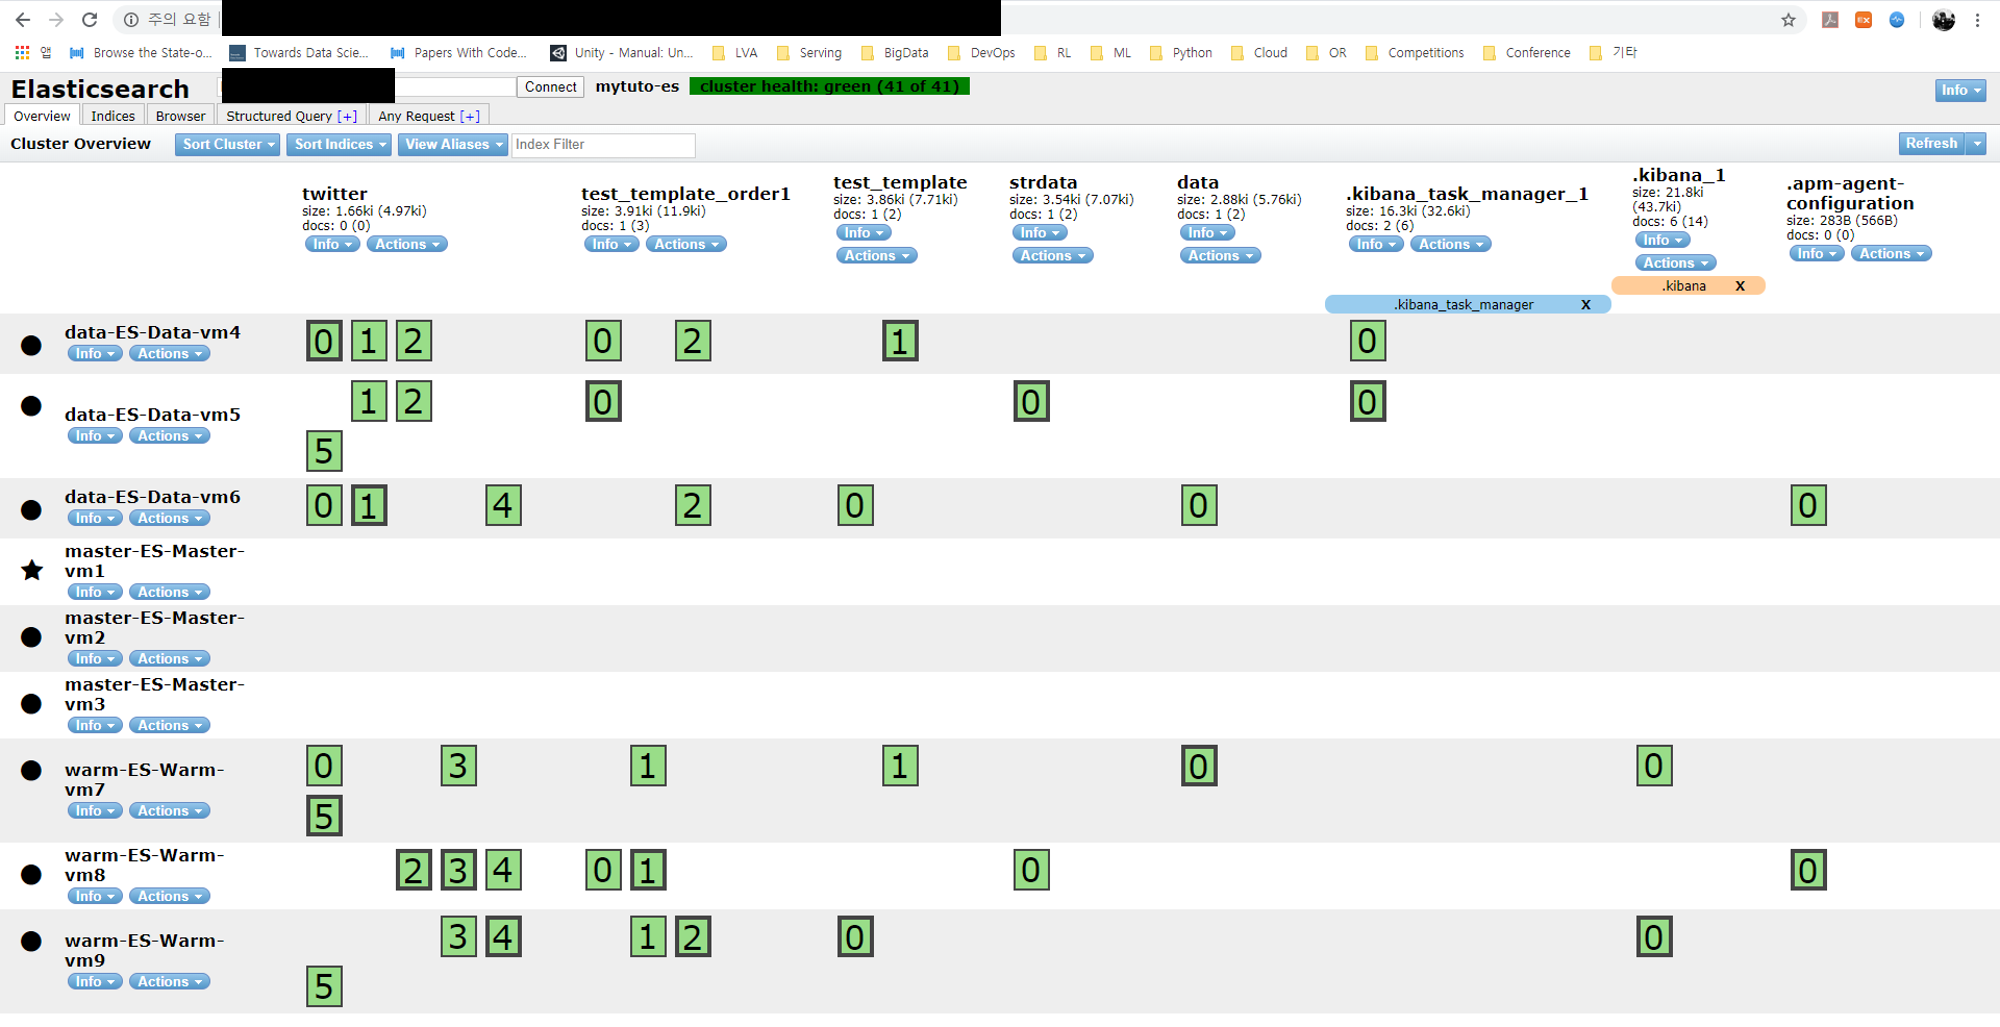 주의 요함
앱 Browse the State-o... Towards Data Scie... Papers With Code... Unity - Manual: Un... LVA Serving BigData DevOps RL ML Python Cloud OR Competitions Conference 기타
Elasticsearch Connect mytuto-es cluster health: green (41 of 41) Info
Overview Indices Browser Structured Query [+] Any Request [+]
Cluster Overview Sort Cluster Sort Indices View Aliases Index Filter Refresh
twitter
size: 1.66ki (4.97ki)
docs: 0 (0)
Info Actions
test_template_order1
size: 3.91ki (11.9ki)
docs: 1 (3)
Info Actions
test_template
size: 3.86ki (7.71ki)
docs: 1 (2)
Info
Actions
strdata
size: 3.54ki (7.07ki)
docs: 1 (2)
Info
Actions
data
size: 2.88ki (5.76ki)
docs: 1 (2)
Info
Actions
.kibana_task_manager_1
size: 16.3ki (32.6ki)
docs: 2 (6)
Info Actions
.kibana_1
size: 21.8ki
(43.7ki)
docs: 6 (14)
Info
Actions
.apm-agent-
configuration
size: 283B (566B)
docs: 0 (0)
Info Actions
.kibana X
.kibana_task_manager X
data-ES-Data-vm4
Info Actions
0 1 2 0 2 1 0
data-ES-Data-vm5
Info Actions
1 2 0 0 0
5
data-ES-Data-vm6
Info Actions
0 1 4 2 0 0 0
master-ES-Master-
vm1
Info Actions
master-ES-Master-
vm2
Info Actions
master-ES-Master-
vm3
Info Actions
warm-ES-Warm-
vm7
Info Actions
0 3 1 1 0 0
5
warm-ES-Warm-
vm8
Info Actions
2 3 4 0 1 0 0
warm-ES-Warm-
vm9
Info Actions
3 4 1 2 0 0
5